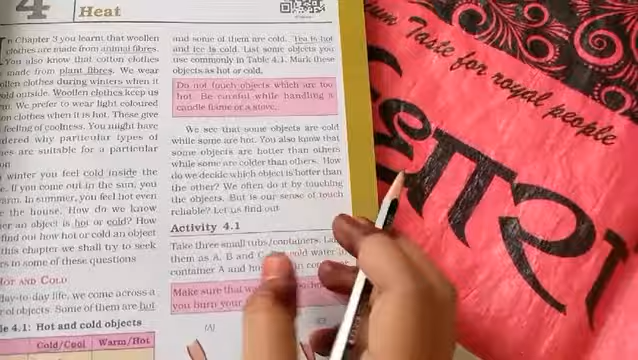 4
Heat
n Chapter 3 you learnt that woollen
clothes are made from animal fibres.
You also know that cotton clothes
made from plant fibres. We wear
ollen clothes during winters when it
old outside. Woollen clothes keep us
m. We prefer to wear light coloured
on clothes when it is hot. These give
feeling of coolness. You might have
dered why particular types of
hes are suitable for a particular
on
winter you feel cold inside the
e. If you come out in the sun, you
arm. In summer, you feel hot even
e the house. How do we know
er an object is hot or cold? How
find out how hot or cold an object
this chapter we shall try to seek
rs to some of these questions
HOT AND COLD
day-to-day life, we come across a
r of objects. Some of them are hot
le 4.1: Hot and cold objects
Cold/Cool Warm/Hot
and some of them are cold. Tea is hot
and ice is cold. List some objects you
use commonly in Table 4.1. Mark these
objects as hot or cold.
Do not touch objects which are too
hot. Be careful while handling a
candle flame or a stove.
We see that some objects are cold
while some are hot. You also know that
some objects are hotter than others
while some are colder than others. How
do we decide which object is hotter than
the other? We often do it by touching
the objects. But is our sense of touch
reliable? Let us find out
Activity 4.1
Take three small tubs/containers.
them as A, B and C cold water in
container A and ho
Make sure that wa
you burn your
(A)
Taste for royal people